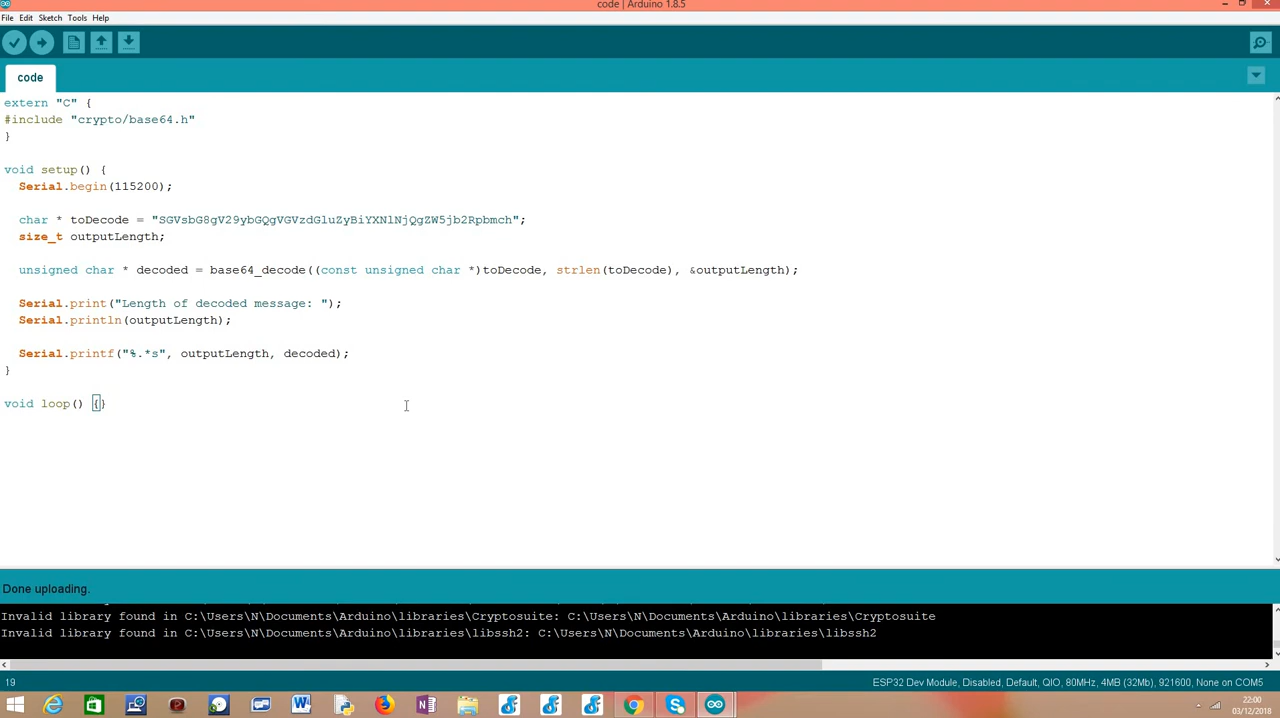 code | Arduino 1.8.5
File Edit Sketch Tools Help
code
extern "C" {
#include "crypto/base64.h"
}
void setup() {
Serial.begin(115200);
char * toDecode = "SGVsbG8gV29ybGQgVGVzdGluZyBiYXNlNjQgZW5jb2Rpbmch";
size_t outputLength;
unsigned char * decoded = base64_decode((const unsigned char *)toDecode, strlen(toDecode), &outputLength);
Serial.print("Length of decoded message: ");
Serial.println(outputLength);
Serial.printf("%.*s", outputLength, decoded);
}
void loop() {}
Done uploading.
Invalid library found in C:\Users\N\Documents\Arduino\libraries\Cryptosuite: C:\Users\N\Documents\Arduino\libraries\Cryptosuite
Invalid library found in C:\Users\N\Documents\Arduino\libraries\libssh2: C:\Users\N\Documents\Arduino\libraries\libssh2
19
ESP32 Dev Module, Disabled, Default, QIO, 80MHz, 4MB (32Mb), 921600, None on COM5
22:00
03/12/2018